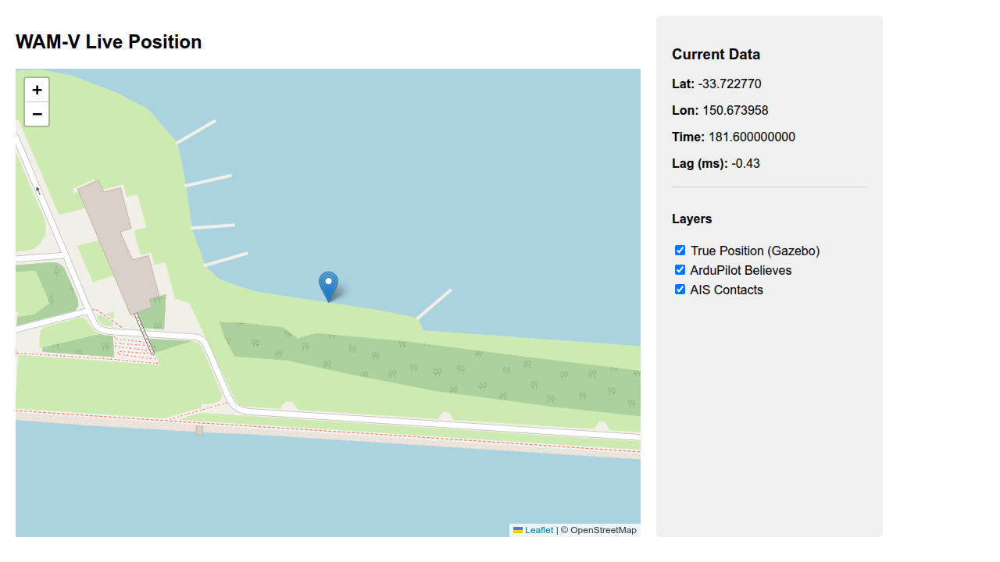 WAM-V Live Position
+
−
Leaflet | © OpenStreetMap
Current Data
Lat: -33.722770
Lon: 150.673958
Time: 181.600000000
Lag (ms): -0.43
Layers
True Position (Gazebo)
ArduPilot Believes
AIS Contacts